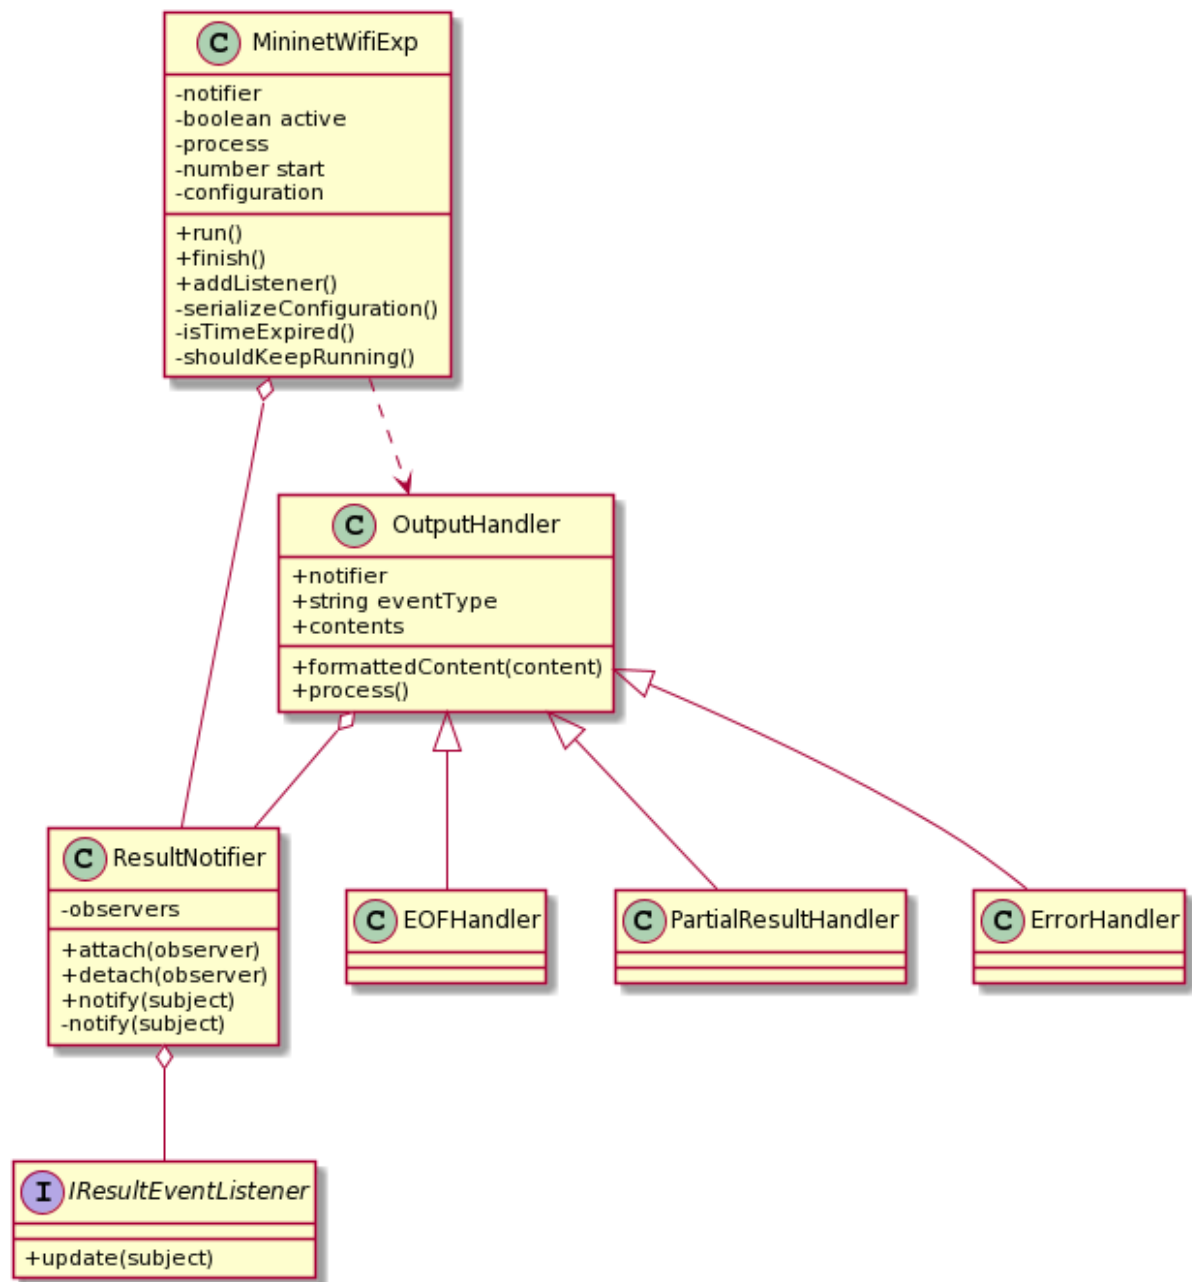 C MininetWifiExp
-notifier
-boolean active
-process
-number start
-configuration
+run()
+finish()
+addListener()
-serializeConfiguration()
-isTimeExpired()
-shouldKeepRunning()
C OutputHandler
+notifier
+string eventType
+contents
+formattedContent(content)
+process()
C ResultNotifier
-observers
+attach(observer)
+detach(observer)
+notify(subject)
-notify(subject)
C EOFHandler
C PartialResultHandler
C ErrorHandler
I IResultEventListener
+update(subject)